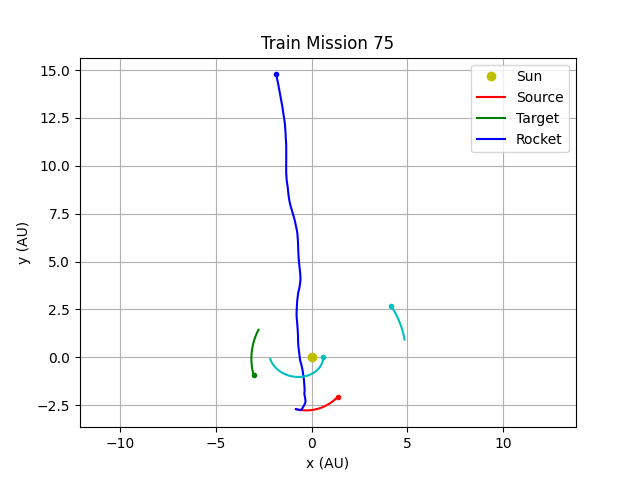 Train Mission 75
Sun
Source
Target
Rocket
15.0
12.5
10.0
7.5
5.0
2.5
0.0
−2.5
y (AU)
−10 −5 0 5 10
x (AU)